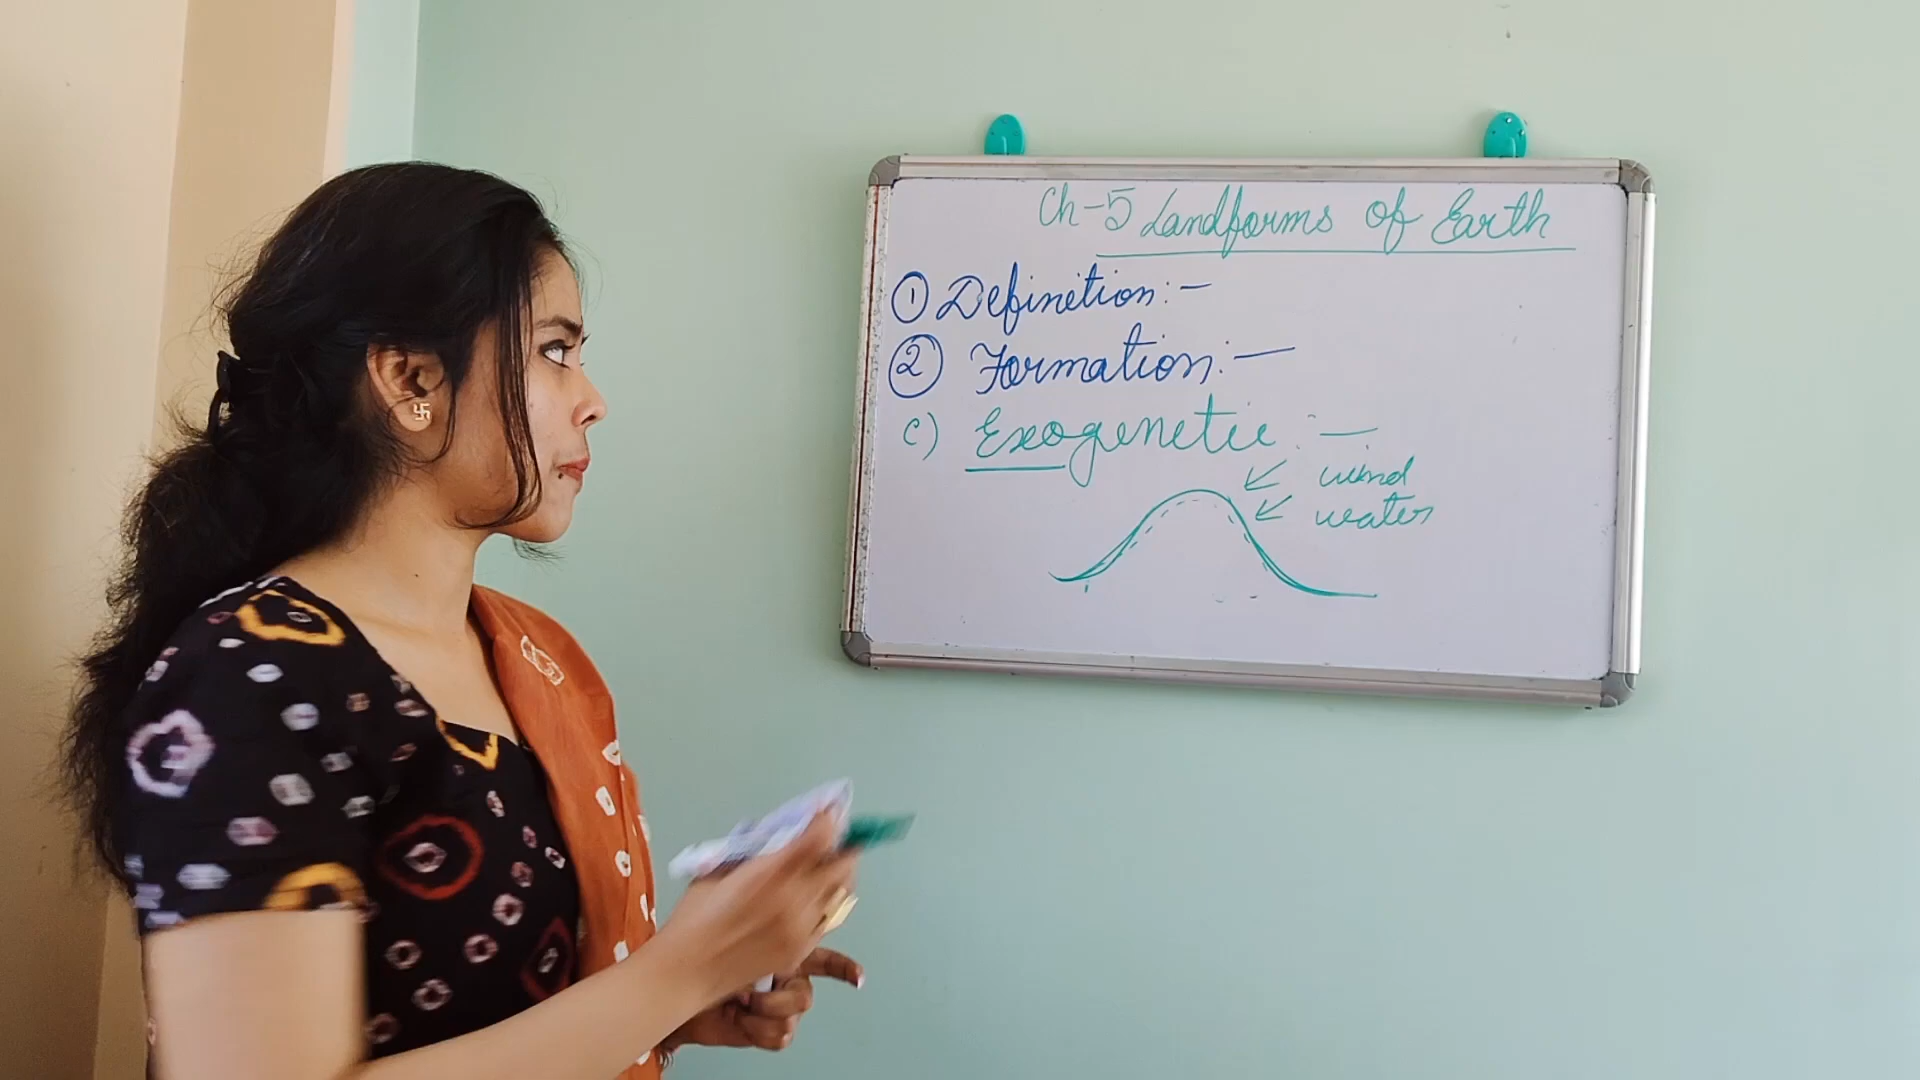 Ch-5 Landforms of Earth
① Definetion:-
② Formation:-
c) Exogenetic:-
wind
water